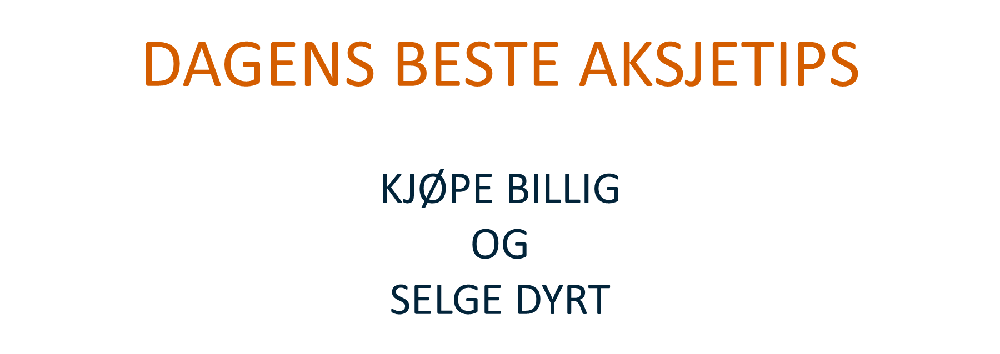 DAGENS BESTE AKSJETIPS
KJØPE BILLIG
OG
SELGE DYRT